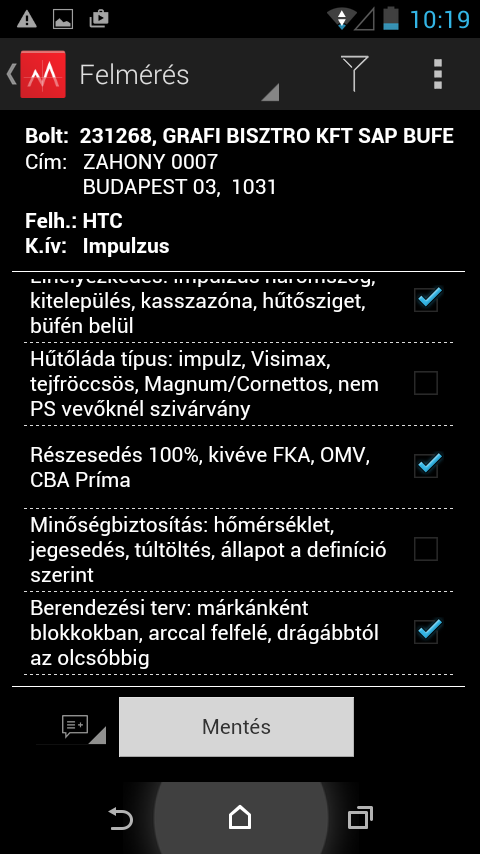 10:19
Felmérés
Bolt: 231268, GRAFI BISZTRO KFT SAP BUFE
Cím: ZAHONY 0007
BUDAPEST 03, 1031
Felh.: HTC
K.ív: Impulzus
Elhelyezkedés: impulzus háromszög,
kitelepülés, kasszazóna, hűtősziget,
büfén belül
Hűtőláda típus: impulz, Visimax,
tejfröccsös, Magnum/Cornettos, nem
PS vevőknél szivárvány
Részesedés 100%, kivéve FKA, OMV,
CBA Príma
Minőségbiztosítás: hőmérséklet,
jegesedés, túltöltés, állapot a definíció
szerint
Berendezési terv: márkánként
blokkokban, arccal felfelé, drágábbtól
az olcsóbbig
Mentés